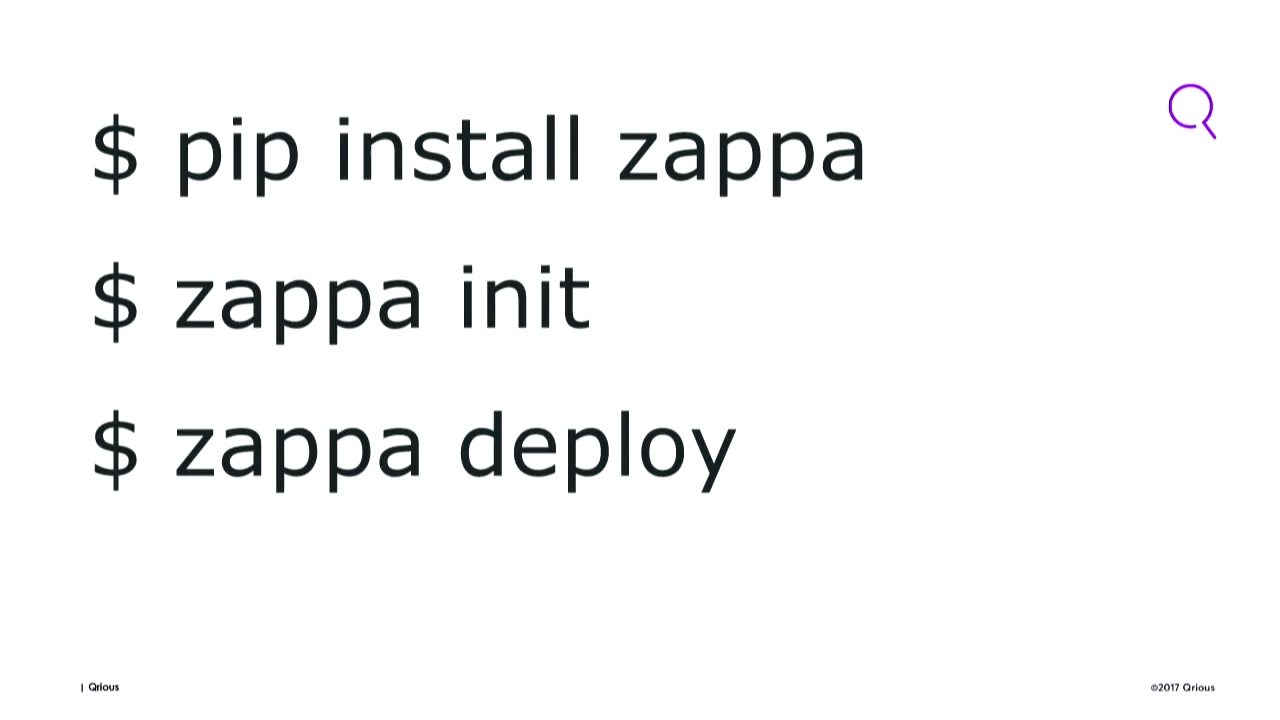 $ pip install zappa
$ zappa init
$ zappa deploy
| Qrious
©2017 Qrious